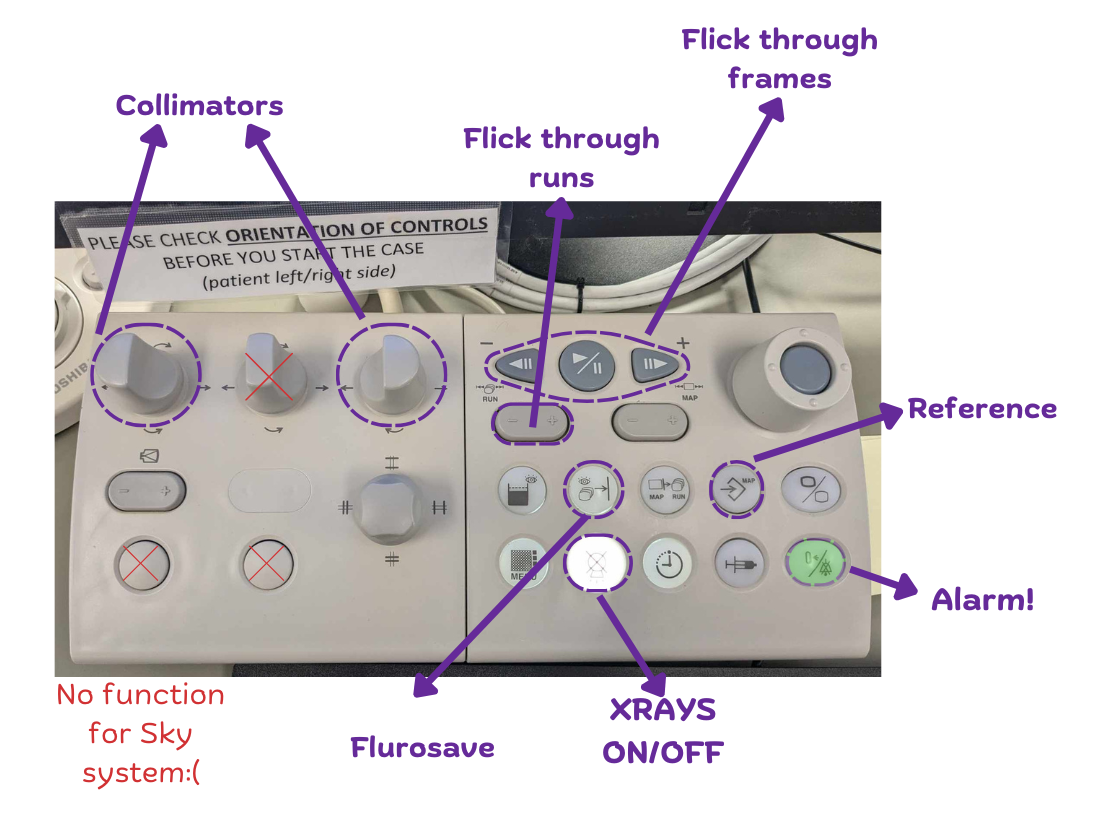 Flick through
frames
Collimators
Flick through
runs
PLEASE CHECK ORIENTATION OF CONTROLS
BEFORE YOU START THE CASE
(patient left/right side)
OSHIB
RUN
MAP
Reference
MAP
MAP RUN
MENU
Alarm!
No function
for Sky
system:(
Flurosave
XRAYS
ON/OFF